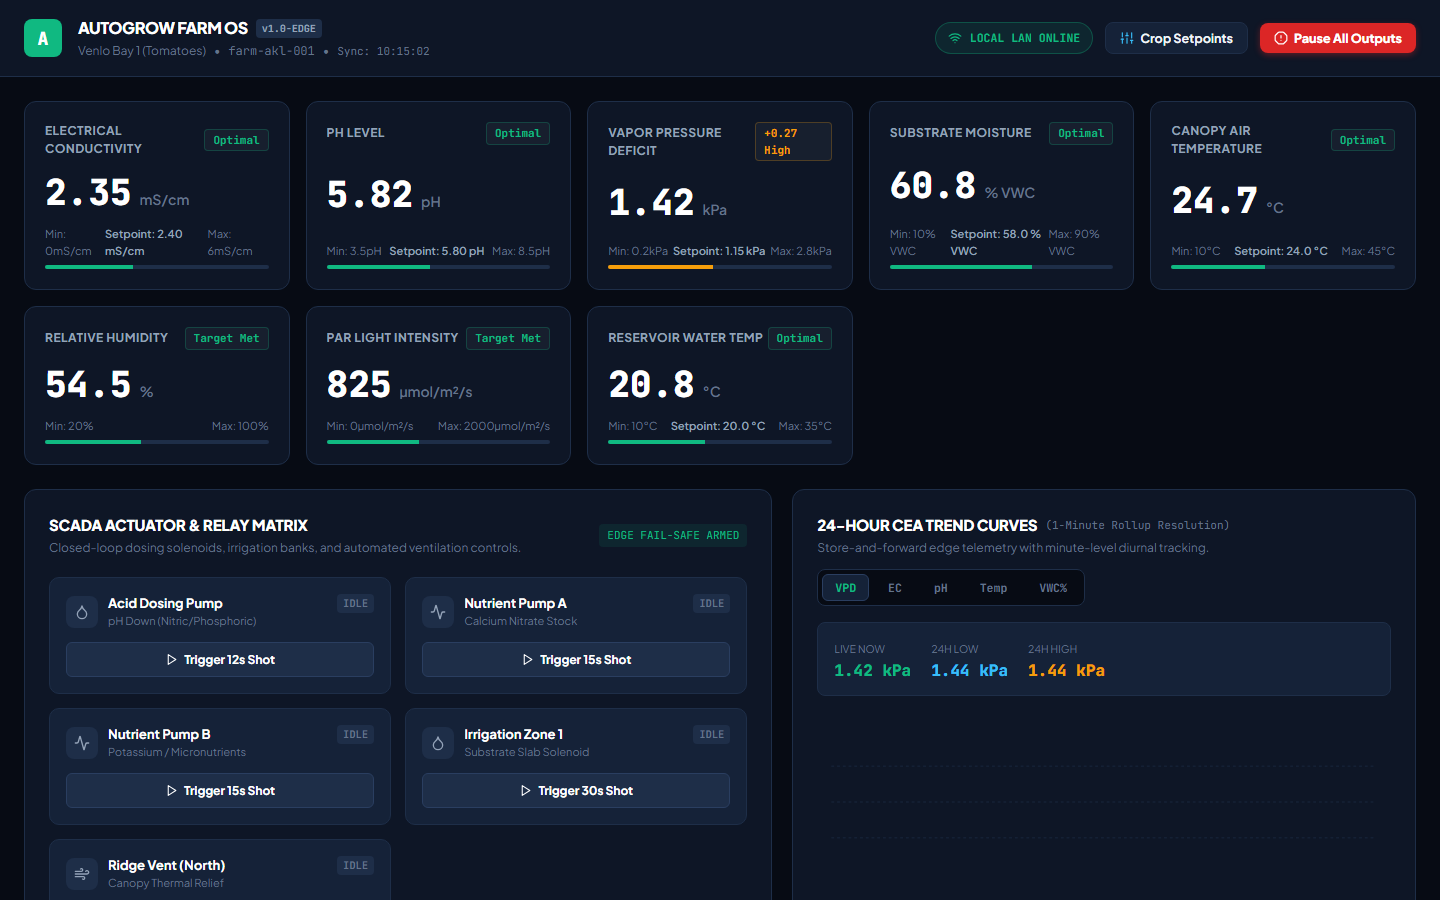 A
AUTOGROW FARM OS
v1.0-EDGE
Venlo Bay 1 (Tomatoes) • farm-akl-001 • Sync: 10:15:02
LOCAL LAN ONLINE
Crop Setpoints
Pause All Outputs
ELECTRICAL
CONDUCTIVITY
Optimal
2.35 mS/cm
Min:
0mS/cm
Setpoint: 2.40
mS/cm
Max:
6mS/cm
PH LEVEL
Optimal
5.82 pH
Min: 3.5pH
Setpoint: 5.80 pH
Max: 8.5pH
VAPOR PRESSURE
DEFICIT
+0.27
High
1.42 kPa
Min: 0.2kPa
Setpoint: 1.15 kPa
Max: 2.8kPa
SUBSTRATE MOISTURE
Optimal
60.8 % VWC
Min: 10%
VWC
Setpoint: 58.0 %
VWC
Max: 90%
VWC
CANOPY AIR
TEMPERATURE
Optimal
24.7 °C
Min: 10°C
Setpoint: 24.0 °C
Max: 45°C
RELATIVE HUMIDITY
Target Met
54.5 %
Min: 20%
Max: 100%
PAR LIGHT INTENSITY
Target Met
825 µmol/m²/s
Min: 0µmol/m²/s
Max: 2000µmol/m²/s
RESERVOIR WATER TEMP
Optimal
20.8 °C
Min: 10°C
Setpoint: 20.0 °C
Max: 35°C
SCADA ACTUATOR & RELAY MATRIX
Closed-loop dosing solenoids, irrigation banks, and automated ventilation controls.
EDGE FAIL-SAFE ARMED
Acid Dosing Pump
pH Down (Nitric/Phosphoric)
IDLE
Trigger 12s Shot
Nutrient Pump A
Calcium Nitrate Stock
IDLE
Trigger 15s Shot
Nutrient Pump B
Potassium / Micronutrients
IDLE
Trigger 15s Shot
Irrigation Zone 1
Substrate Slab Solenoid
IDLE
Trigger 30s Shot
Ridge Vent (North)
Canopy Thermal Relief
IDLE
24-HOUR CEA TREND CURVES (1-Minute Rollup Resolution)
Store-and-forward edge telemetry with minute-level diurnal tracking.
VPD
EC
pH
Temp
VWC%
LIVE NOW
1.42 kPa
24H LOW
1.44 kPa
24H HIGH
1.44 kPa